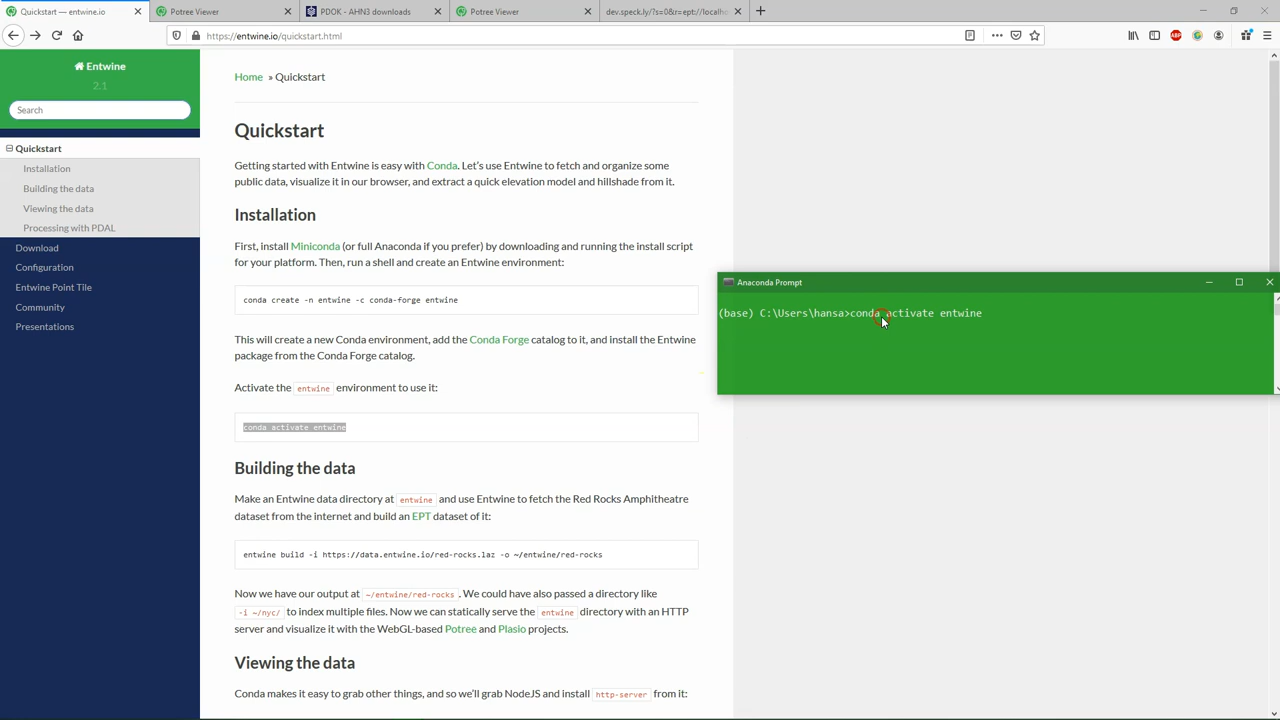 Quickstart — entwine.io
Potree Viewer
PDOK - AHN3 downloads
Potree Viewer
dev.speck.ly/?s=0&r=ept://localho
https://entwine.io/quickstart.html
ABP
Entwine
2.1
Search
Quickstart
Installation
Building the data
Viewing the data
Processing with PDAL
Download
Configuration
Entwine Point Tile
Community
Presentations
Home » Quickstart
Quickstart
Getting started with Entwine is easy with Conda. Let’s use Entwine to fetch and organize some
public data, visualize it in our browser, and extract a quick elevation model and hillshade from it.
Installation
First, install Miniconda (or full Anaconda if you prefer) by downloading and running the install script
for your platform. Then, run a shell and create an Entwine environment:
conda create -n entwine -c conda-forge entwine
This will create a new Conda environment, add the Conda Forge catalog to it, and install the Entwine
package from the Conda Forge catalog.
Activate the entwine environment to use it:
conda activate entwine
Building the data
Make an Entwine data directory at entwine and use Entwine to fetch the Red Rocks Amphitheatre
dataset from the internet and build an EPT dataset of it:
entwine build -i https://data.entwine.io/red-rocks.laz -o ~/entwine/red-rocks
Now we have our output at ~/entwine/red-rocks . We could have also passed a directory like
-i ~/nyc/ to index multiple files. Now we can statically serve the entwine directory with an HTTP
server and visualize it with the WebGL-based Potree and Plasio projects.
Viewing the data
Conda makes it easy to grab other things, and so we’ll grab NodeJS and install http-server from it:
Anaconda Prompt
(base) C:\Users\hansa>conda activate entwine